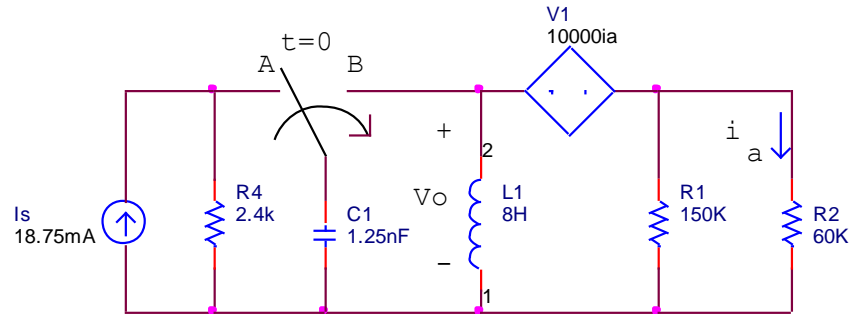 V1
10000ia
t=0
A
B
+
2
i
a
Is
18.75mA
R4
2.4k
C1
1.25nF
Vo
L1
8H
R1
150K
R2
60K
-
1